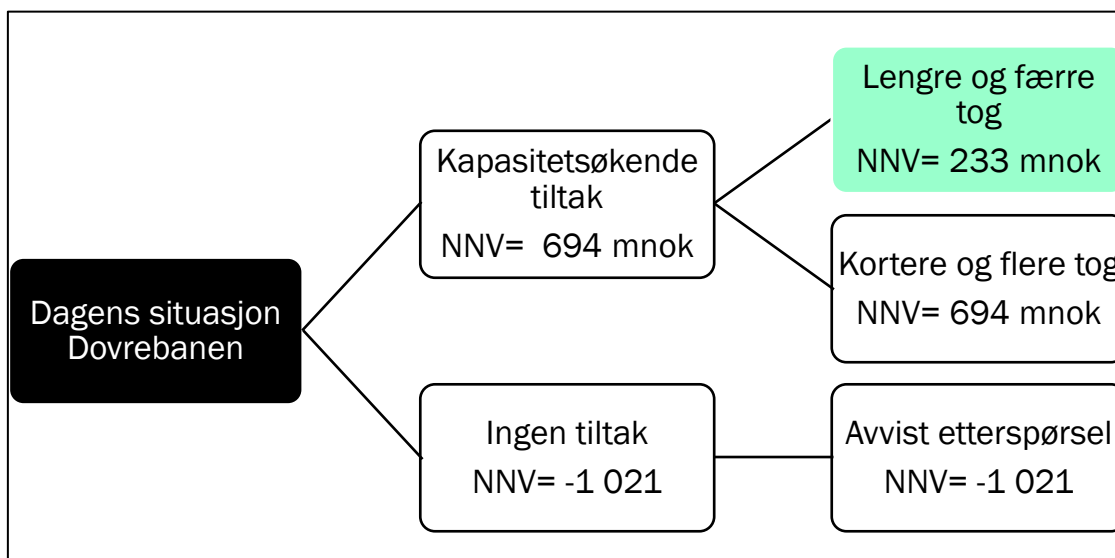 Dagens situasjon
Dovrebanen
Kapasitetsøkende
tiltak
NNV=  694 mnok
Ingen tiltak
NNV= -1 021
Lengre og færre
tog
NNV= 233 mnok
Kortere og flere tog
NNV= 694 mnok
Avvist etterspørsel
NNV= -1 021